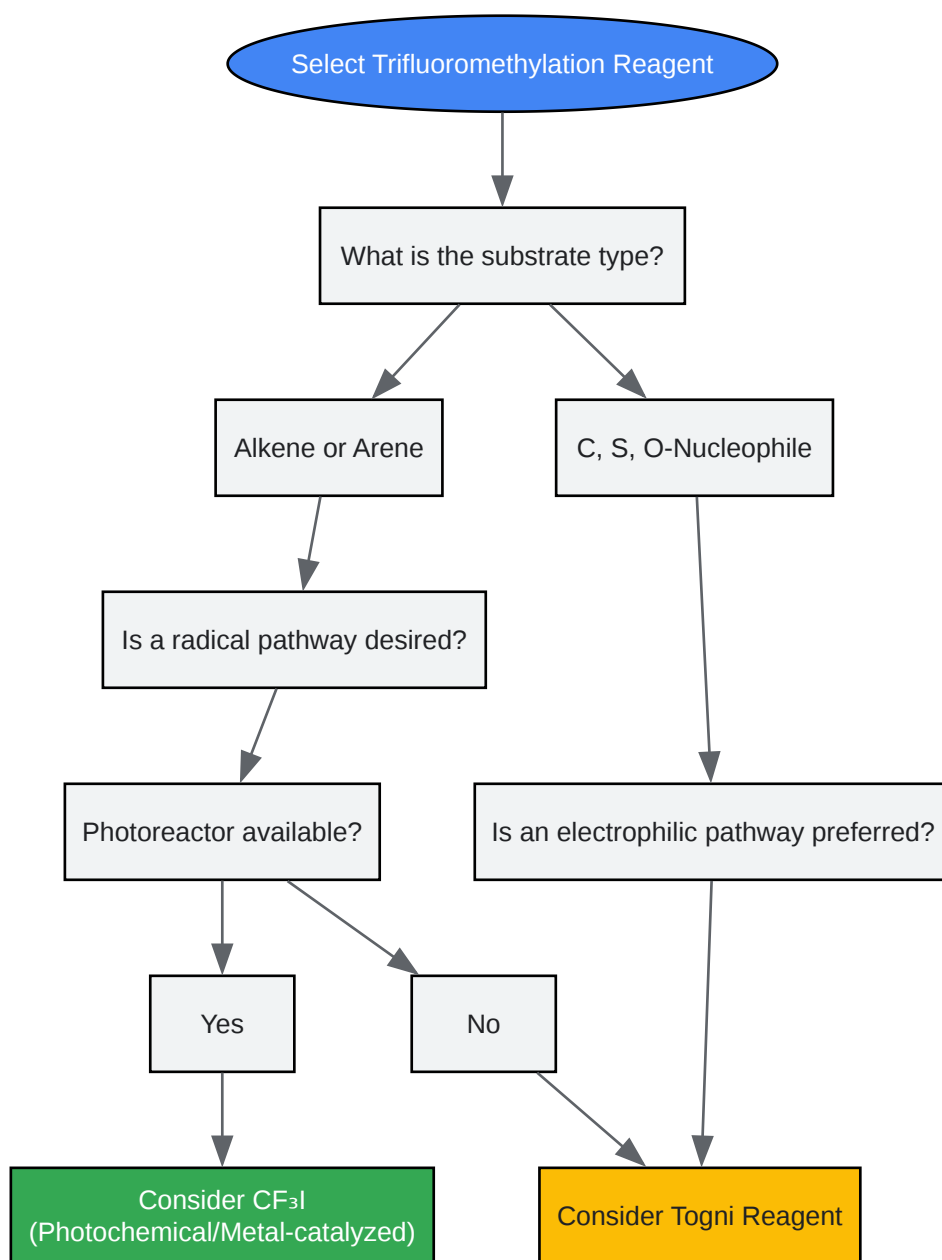 Select Trifluoromethylation Reagent
What is the substrate type?
Alkene or Arene
C, S, O-Nucleophile
Is a radical pathway desired?
Photoreactor available?
Is an electrophilic pathway preferred?
Yes
No
Consider CF₃I
(Photochemical/Metal-catalyzed)
Consider Togni Reagent